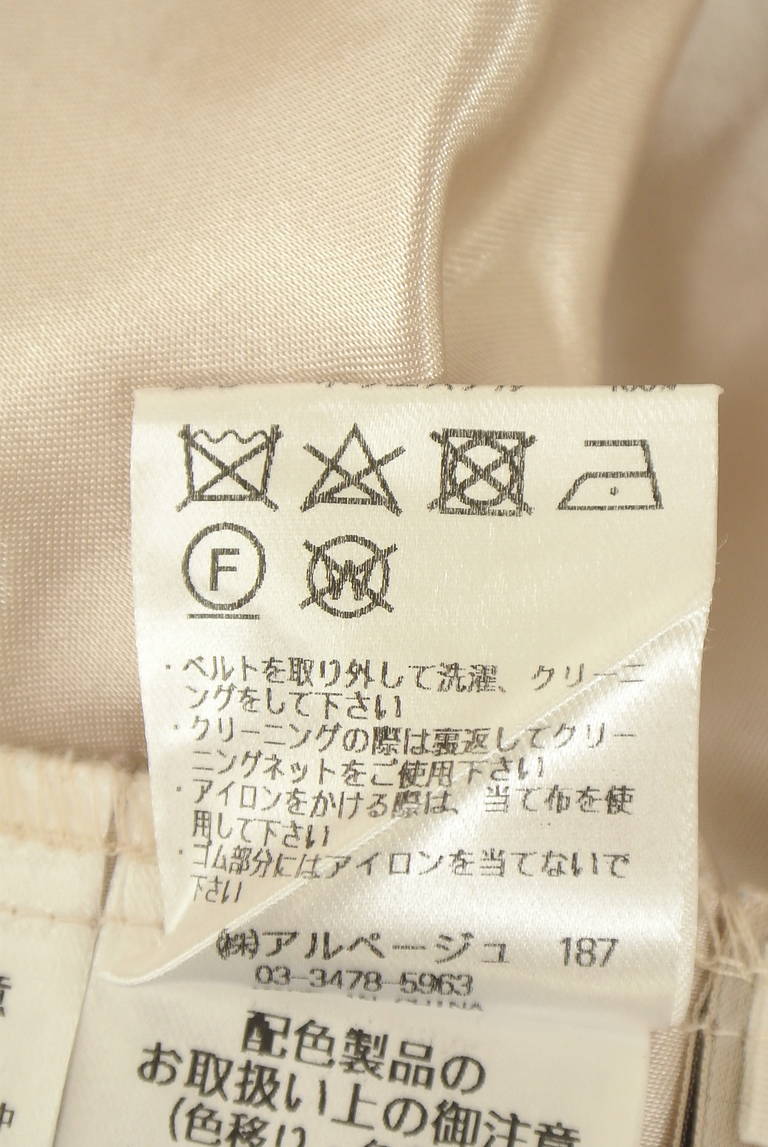 100%
F
W
・ベルトを取り外して洗濯、クリーニ
ングをして下さい
・クリーニングの際は裏返してクリー
ニングネットをご使用下さい
・アイロンをかける際は、当て布を使
用して下さい
・ゴム部分にはアイロンを当てないで
下さい
㈱アルページュ 187
03-3478-5963
配色製品の
お取扱い上の御注意
(色移り